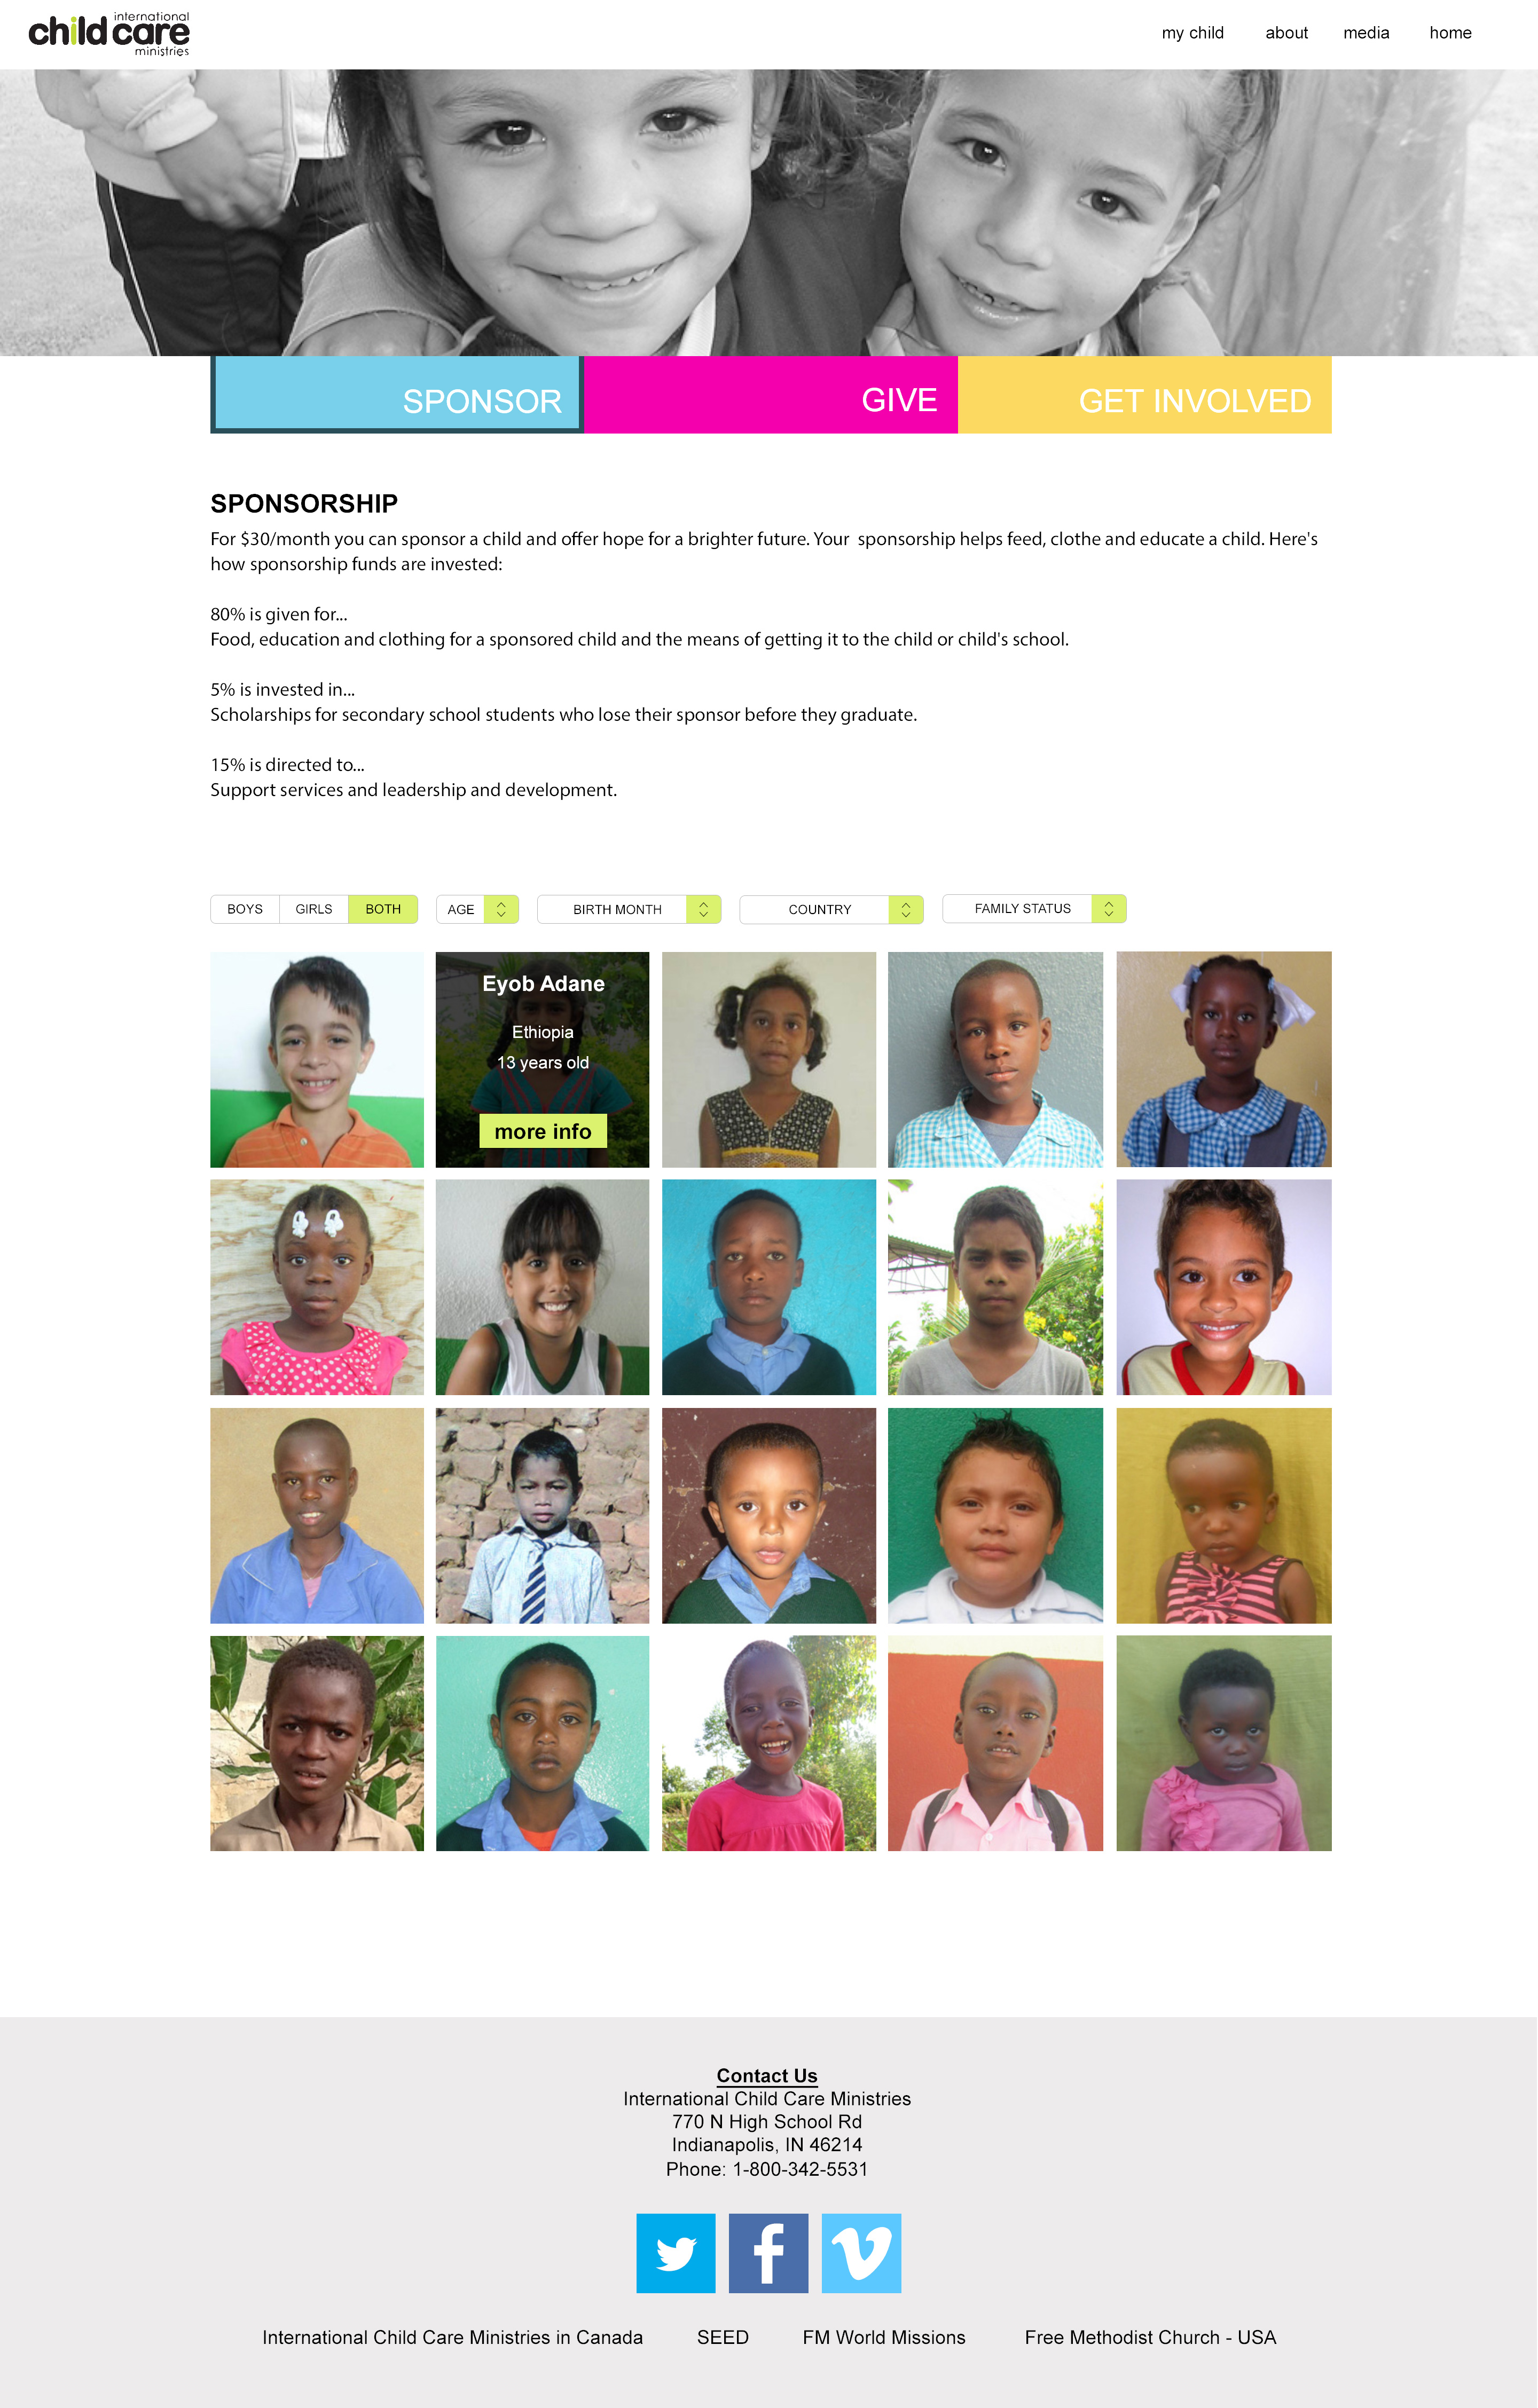 international
child care
ministries
my child about media home
SPONSOR
GIVE
GET INVOLVED
SPONSORSHIP
For $30/month you can sponsor a child and offer hope for a brighter future. Your  sponsorship helps feed, clothe and educate a child. Here's
how sponsorship funds are invested:
80% is given for...
Food, education and clothing for a sponsored child and the means of getting it to the child or child's school.
5% is invested in...
Scholarships for secondary school students who lose their sponsor before they graduate.
15% is directed to...
Support services and leadership and development.
BOYS GIRLS BOTH AGE BIRTH MONTH COUNTRY FAMILY STATUS
Eyob Adane
Ethiopia
13 years old
more info
Contact Us
International Child Care Ministries
770 N High School Rd
Indianapolis, IN 46214
Phone: 1-800-342-5531
International Child Care Ministries in Canada SEED FM World Missions Free Methodist Church - USA